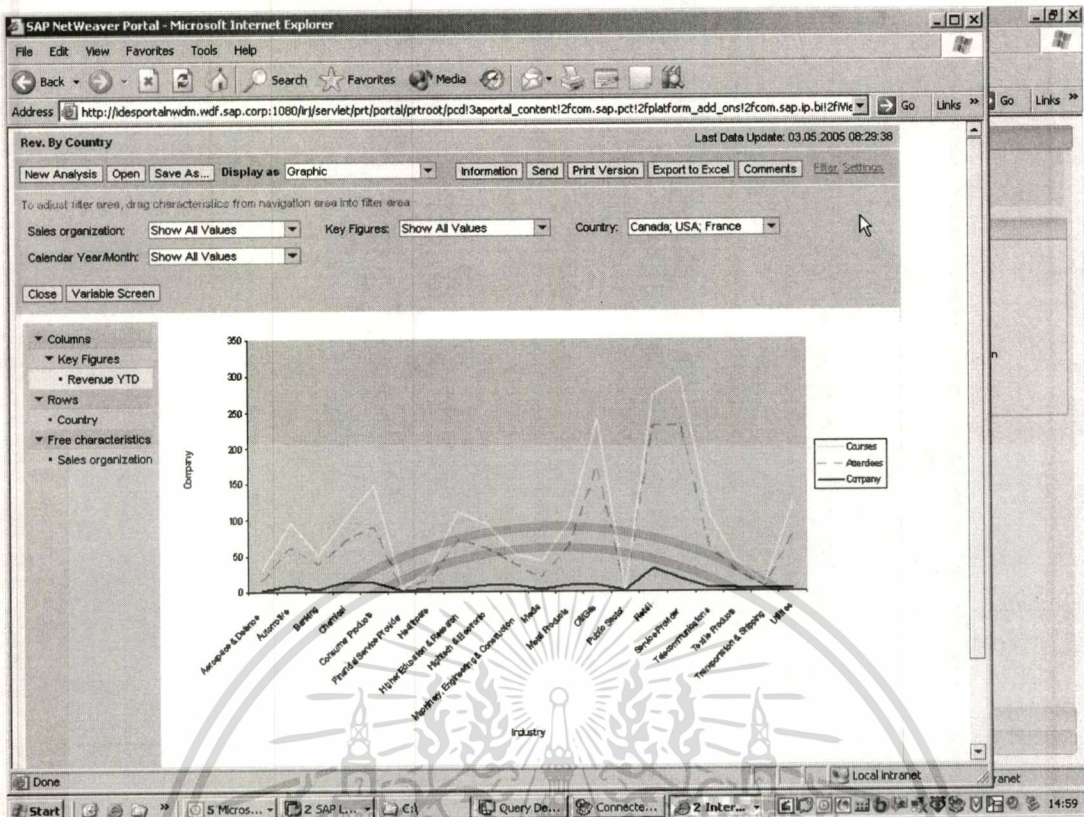 SAP NetWeaver Portal - Microsoft Internet Explorer
File Edit View Favorites Tools Help
Back Search Favorites Media
Address http://idesportalnwdm.wdf.sap.corp:1080/irj/servlet/prt/portal/prtroot/pcd!3aportal_content!2fcom.sap.pct!2fplatform_add_ons!2fcom.sap.ip.bi!2fiVie Go Links »
Go Links »
Rev. By Country Last Data Update: 03.05.2005 08:29:38
New Analysis Open Save As... Display as Graphic Information Send Print Version Export to Excel Comments Filter Settings
To adjust filter area, drag characteristics from navigation area into filter area
Sales organization: Show All Values Key Figures: Show All Values Country: Canada; USA; France
Calendar Year/Month: Show All Values
Close Variable Screen
Columns
Key Figures
Revenue YTD
Rows
Country
Free characteristics
Sales organization
350
300
250
200
150
100
50
0
Company
Courses
Attendees
Company
Aerospace & Defense
Automotive
Banking
Chemical
Consumer Products
Financial Service Provider
Healthcare
Higher Education & Research
Hightech & Electronic
Machinery, Engineering & Construction
Media
Metal Products
Oil&Gas
Public Sector
Retail
Service Provider
Telecommunications
Textile Products
Transportation & Shipping
Utilities
Industry
n
Done Local intranet
ranet
Start » 5 Micros... 2 SAP L... C:\ Query De... Connecte... 2 Inter... 14:59